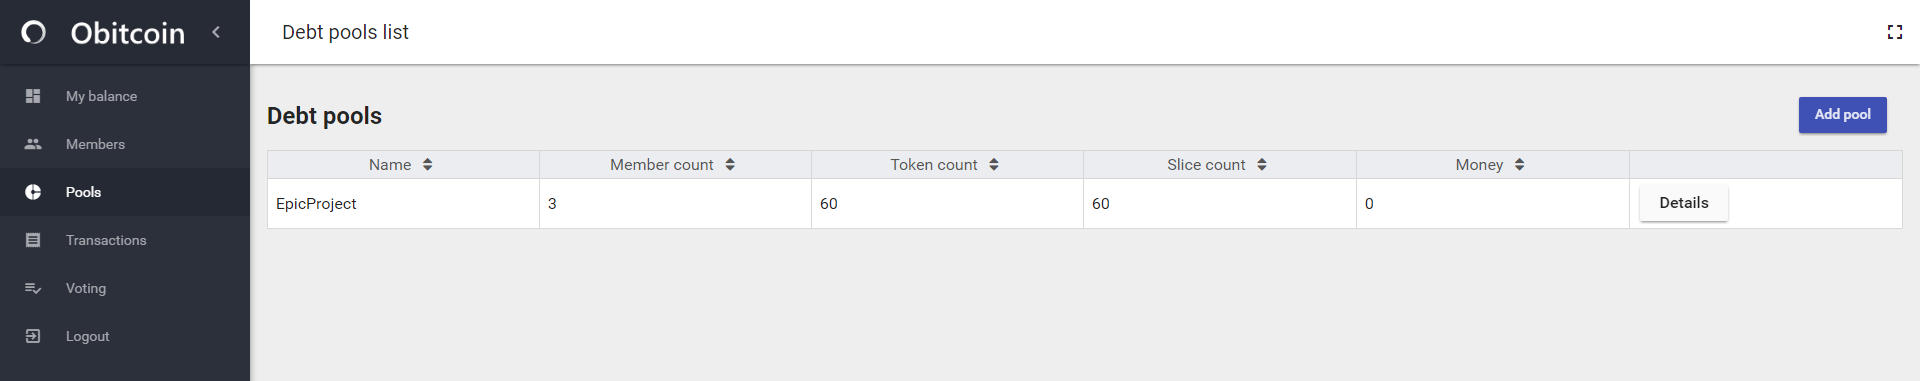 Obitcoin
Debt pools list
My balance
Members
Pools
Transactions
Voting
Logout
Debt pools
Add pool
Name Member count Token count Slice count Money
EpicProject 3 60 60 0 Details